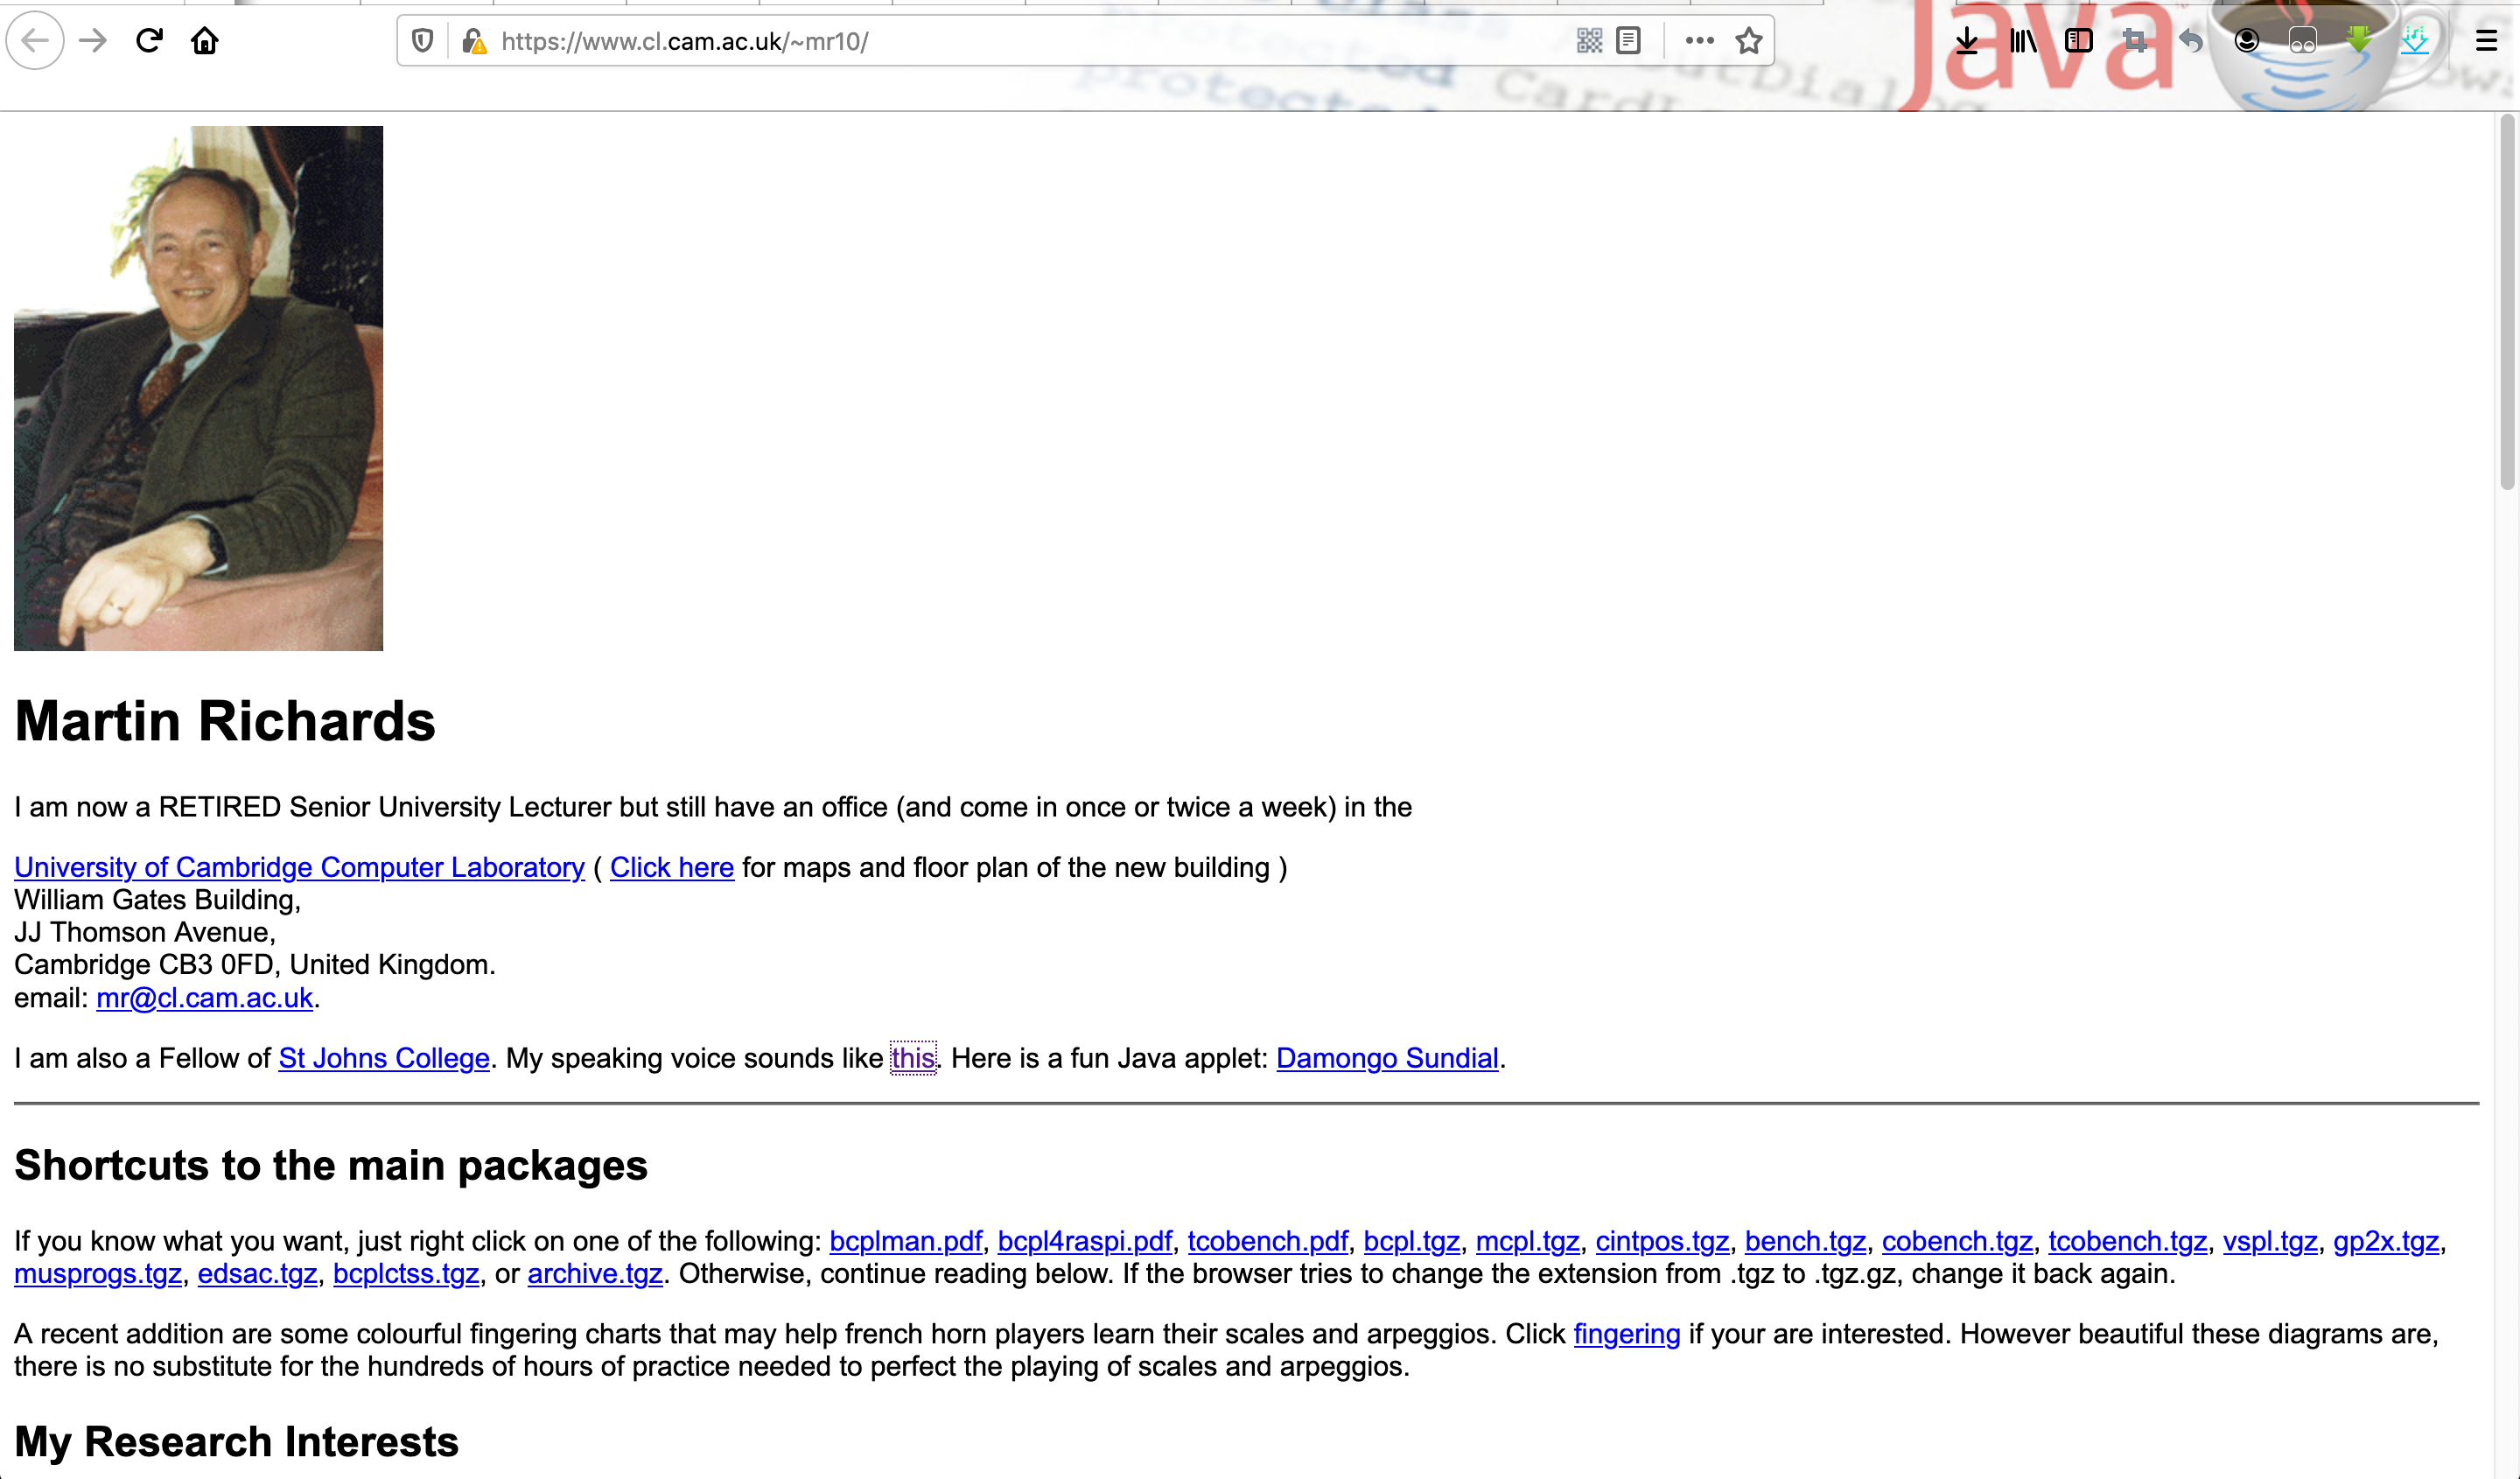 https://www.cl.cam.ac.uk/~mr10/
Java
Martin Richards
I am now a RETIRED Senior University Lecturer but still have an office (and come in once or twice a week) in the
University of Cambridge Computer Laboratory ( Click here for maps and floor plan of the new building )
William Gates Building,
JJ Thomson Avenue,
Cambridge CB3 0FD, United Kingdom.
email: mr@cl.cam.ac.uk.
I am also a Fellow of St Johns College. My speaking voice sounds like this. Here is a fun Java applet: Damongo Sundial.
Shortcuts to the main packages
If you know what you want, just right click on one of the following: bcplman.pdf, bcpl4raspi.pdf, tcobench.pdf, bcpl.tgz, mcpl.tgz, cintpos.tgz, bench.tgz, cobench.tgz, tcobench.tgz, vspl.tgz, gp2x.tgz,
musprogs.tgz, edsac.tgz, bcplctss.tgz, or archive.tgz. Otherwise, continue reading below. If the browser tries to change the extension from .tgz to .tgz.gz, change it back again.
A recent addition are some colourful fingering charts that may help french horn players learn their scales and arpeggios. Click fingering if your are interested. However beautiful these diagrams are,
there is no substitute for the hundreds of hours of practice needed to perfect the playing of scales and arpeggios.
My Research Interests